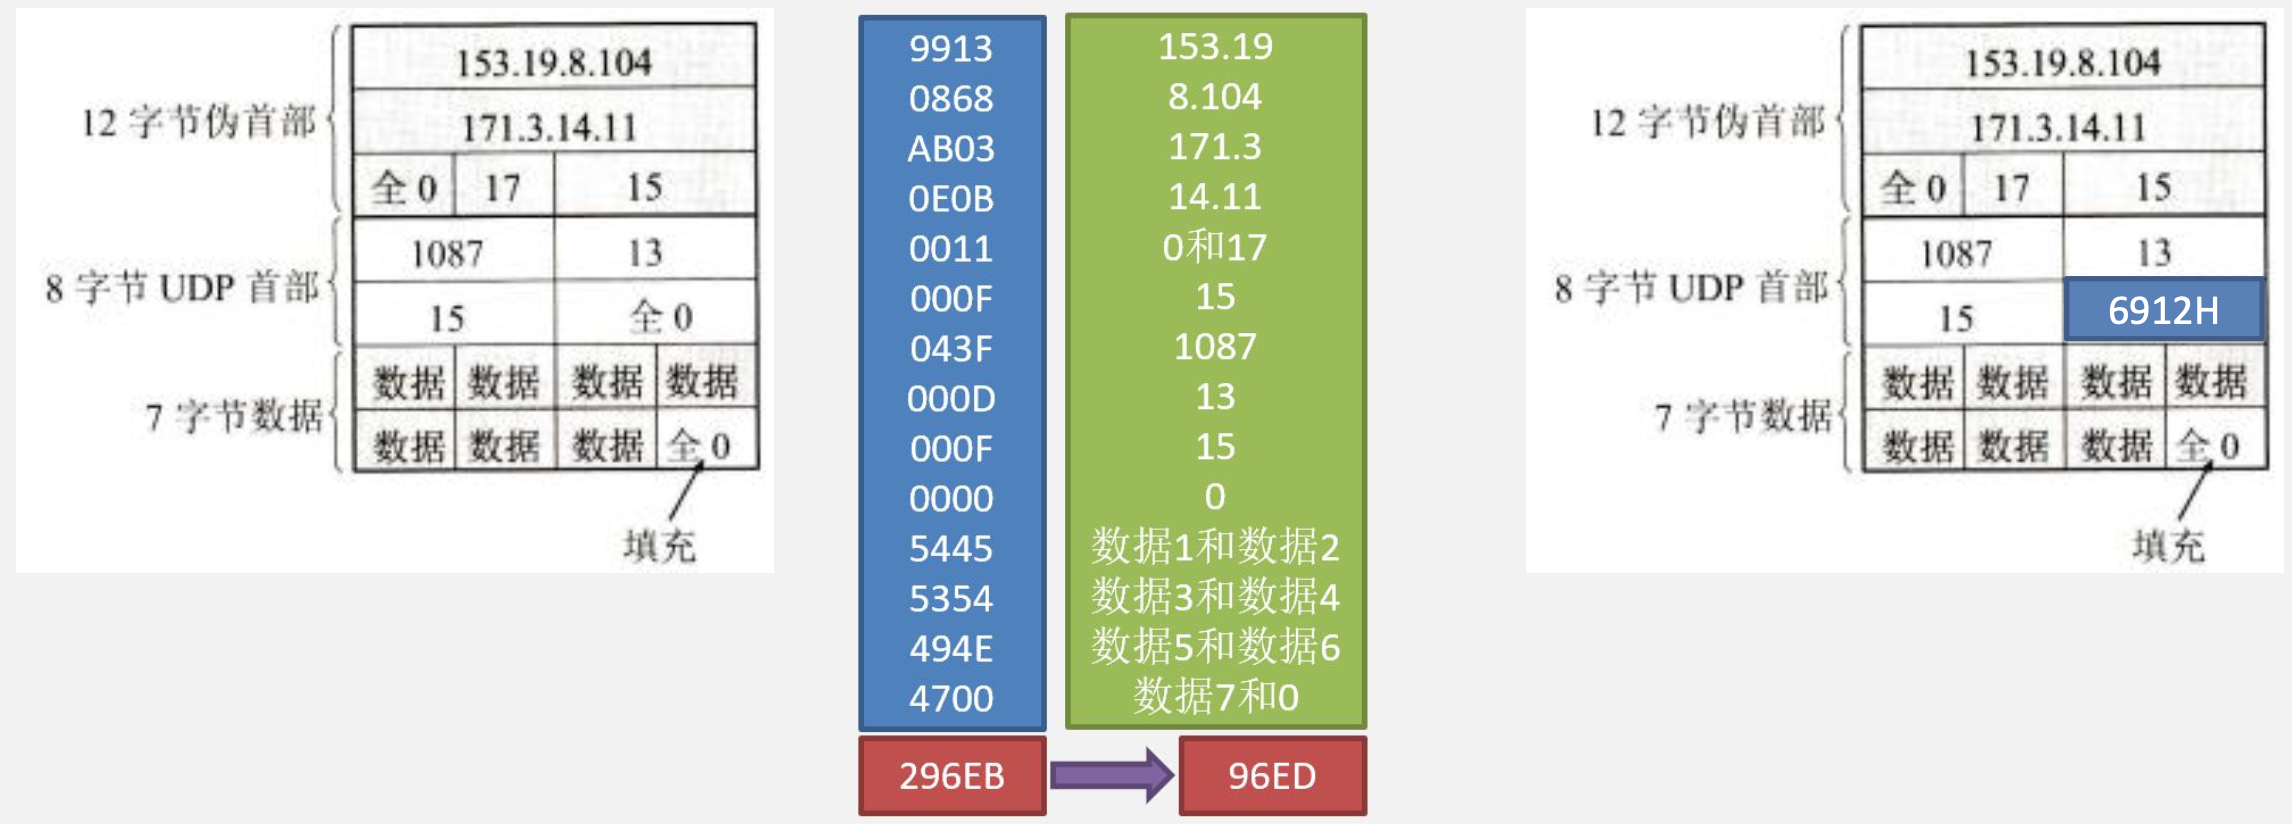 12 字节伪首部
153.19.8.104
171.3.14.11
全 0 17 15
8 字节 UDP 首部
1087 13
15 全 0
7 字节数据
数据 数据 数据 数据
数据 数据 数据 全 0
填充
9913 153.19
0868 8.104
AB03 171.3
0E0B 14.11
0011 0和17
000F 15
043F 1087
000D 13
000F 15
0000 0
5445 数据1和数据2
5354 数据3和数据4
494E 数据5和数据6
4700 数据7和0
296EB 96ED
12 字节伪首部
153.19.8.104
171.3.14.11
全 0 17 15
8 字节 UDP 首部
1087 13
15 6912H
7 字节数据
数据 数据 数据 数据
数据 数据 数据 全 0
填充